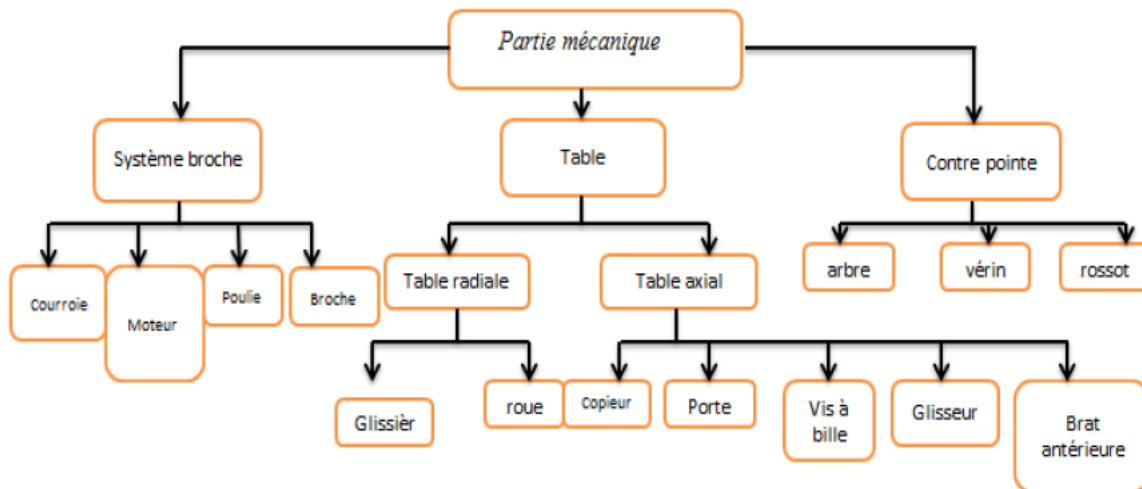 Partie mécanique
Système broche
Table
Contre pointe
Courroie
Moteur
Poulie
Broche
Table radiale
Table axial
arbre
vérin
rossot
Glissièr
roue
Copieur
Porte
Vis à
bille
Glisseur
Brat
antérieure